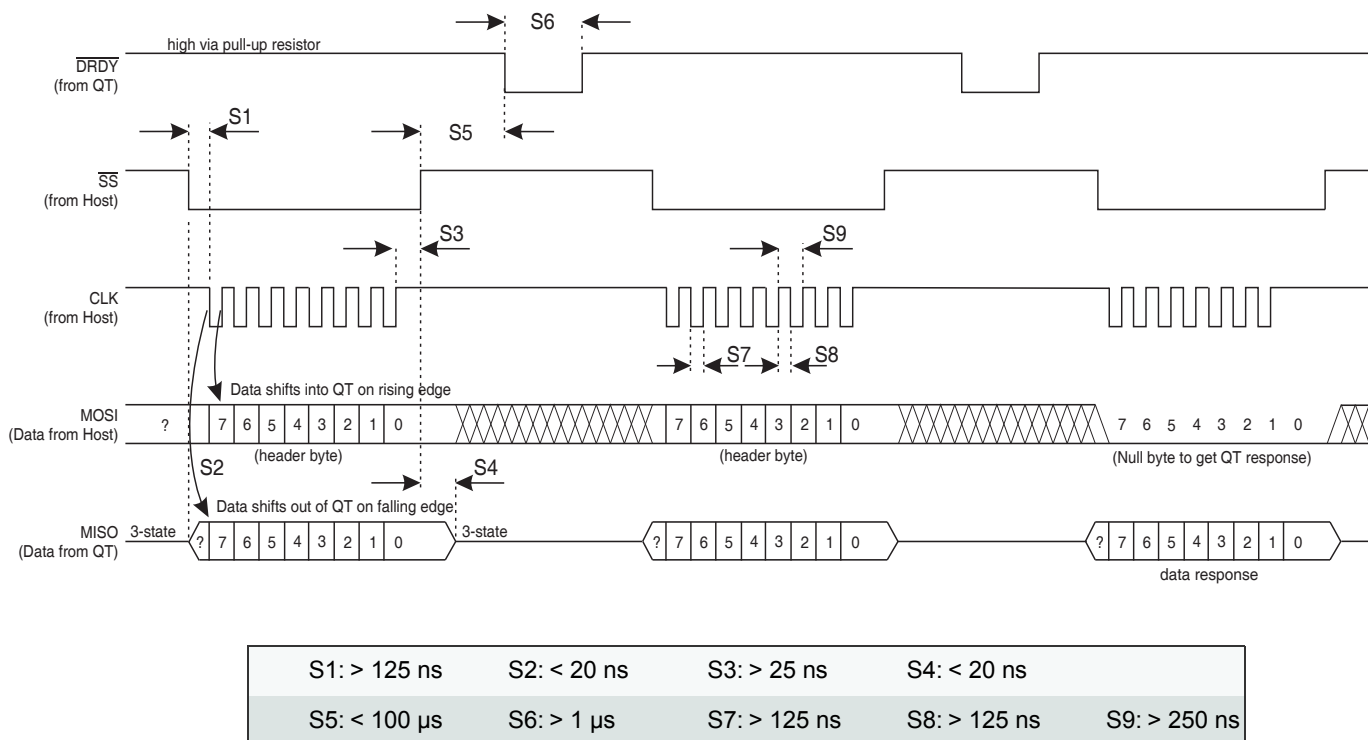 S6
high via pull-up resistor
DRDY
(from QT)
S1
S5
SS
(from Host)
S3
S9
CLK
(from Host)
S7
S8
Data shifts into QT on rising edge
MOSI
(Data from Host)
? 7 6 5 4 3 2 1 0
7 6 5 4 3 2 1 0
7 6 5 4 3 2 1 0
(header byte)
(header byte)
(Null byte to get QT response)
S2
S4
Data shifts out of QT on falling edge
MISO
(Data from QT)
3-state
? 7 6 5 4 3 2 1 0
3-state
? 7 6 5 4 3 2 1 0
? 7 6 5 4 3 2 1 0
data response
S1: > 125 ns S2: < 20 ns S3: > 25 ns S4: < 20 ns
S5: < 100 µs S6: > 1 µs S7: > 125 ns S8: > 125 ns S9: > 250 ns